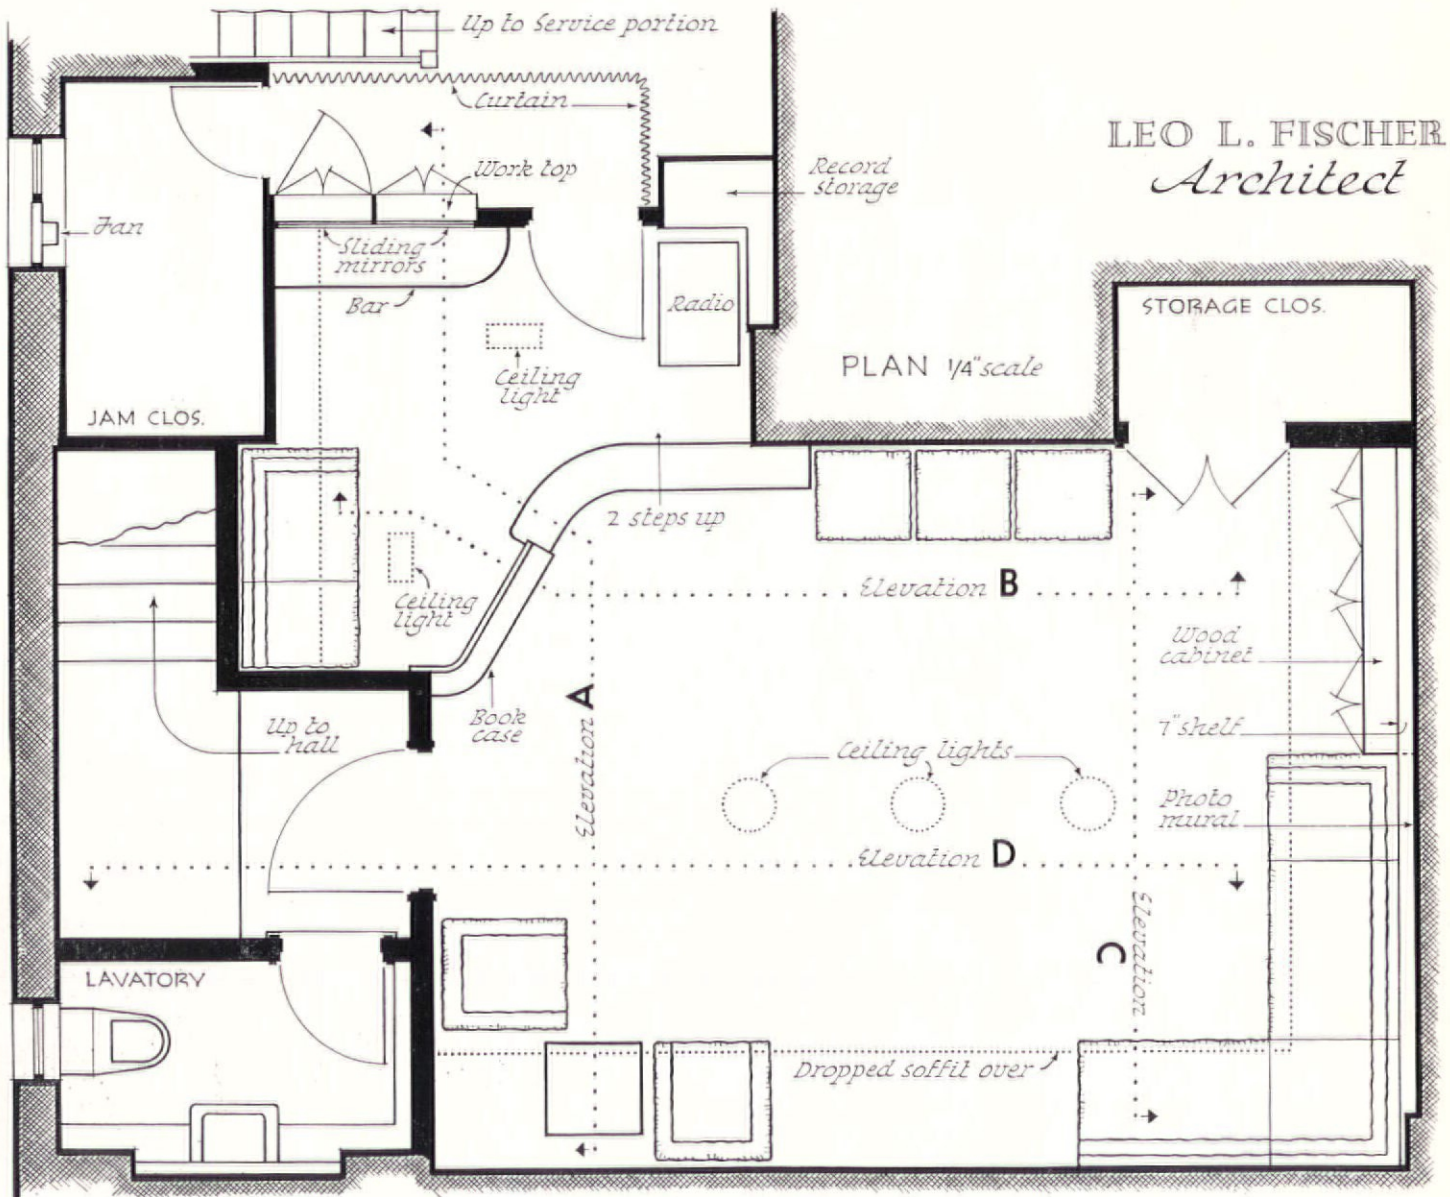 Up to Service portion
Curtain
LEO L. FISCHER
Architect
Work top
Record
storage
Fan
Sliding
mirrors
Bar
Radio
STORAGE CLOS.
PLAN 1/4" scale
Ceiling
light
JAM CLOS.
2 steps up
Elevation B
Ceiling
light
Wood
cabinet
Book
case
Up to
hall
7" shelf
Elevation A
Ceiling lights
Photo
mural
Elevation D
Elevation
C
LAVATORY
Dropped soffit over